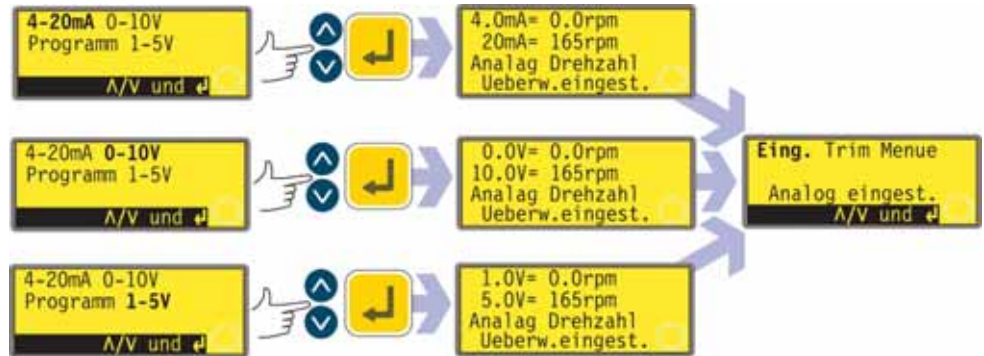 4-20mA 0-10V
Programm 1-5V
Λ/V und ↲
4.0mA= 0.0rpm
20mA= 165rpm
Analag Drehzahl
Ueberw.eingest.
4-20mA 0-10V
Programm 1-5V
Λ/V und ↲
0.0V= 0.0rpm
10.0V= 165rpm
Analag Drehzahl
Ueberw.eingest.
4-20mA 0-10V
Programm 1-5V
Λ/V und ↲
1.0V= 0.0rpm
5.0V= 165rpm
Analag Drehzahl
Ueberw.eingest.
Eing. Trim Menue
Analog eingest.
Λ/V und ↲